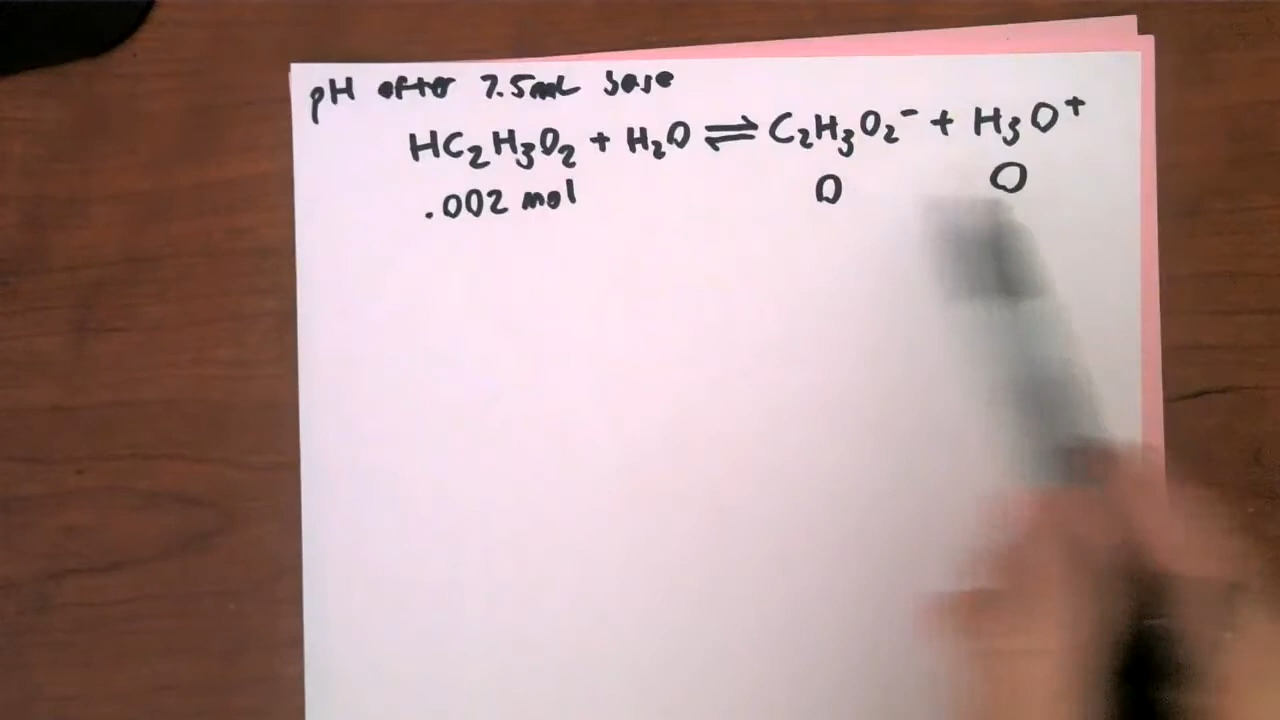 pH after 7.5mL base
HC₂H₃O₂ + H₂O ⇌ C₂H₃O₂⁻ + H₃O⁺
.002 mol 0 0